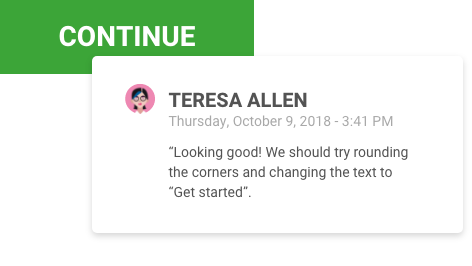 CONTINUE
TERESA ALLEN
Thursday, October 9, 2018 - 3:41 PM
“Looking good! We should try rounding
the corners and changing the text to
“Get started”.